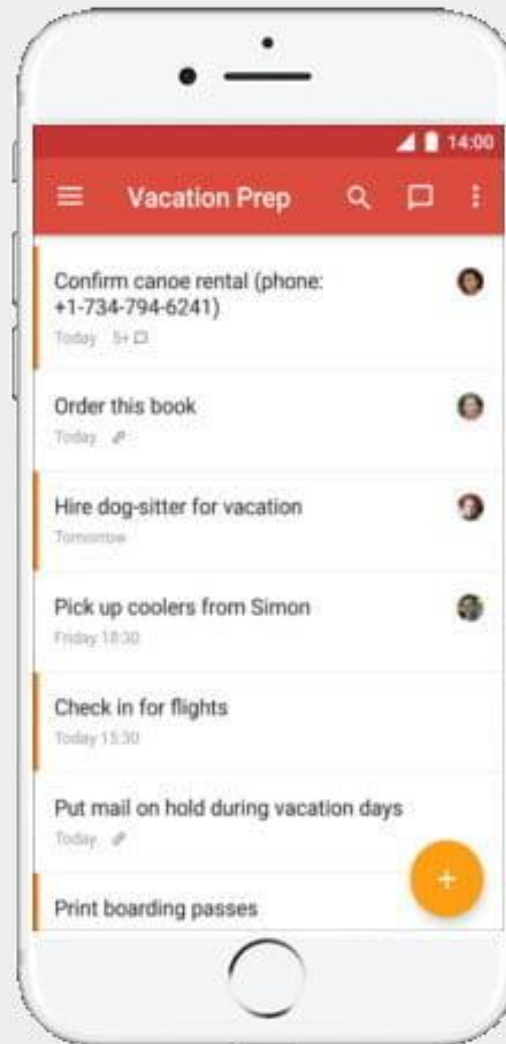 14:00
Vacation Prep
Confirm canoe rental (phone:
+1-734-794-6241)
Today 5+
Order this book
Today
Hire dog-sitter for vacation
Tomorrow
Pick up coolers from Simon
Friday 18:30
Check in for flights
Today 15:30
Put mail on hold during vacation days
Today
+
Print boarding passes